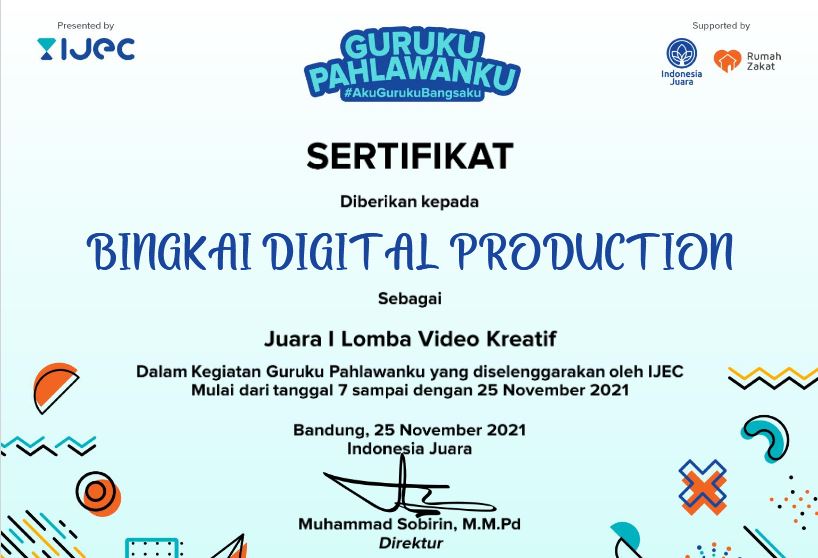 Presented by
IJEC
GURUKU
PAHLAWANKU
#AkuGurukuBangsaku
Supported by
Indonesia
Juara
Rumah
Zakat
SERTIFIKAT
Diberikan kepada
BINGKAI DIGITAL PRODUCTION
Sebagai
Juara I Lomba Video Kreatif
Dalam Kegiatan Guruku Pahlawanku yang diselenggarakan oleh IJEC
Mulai dari tanggal 7 sampai dengan 25 November 2021
Bandung, 25 November 2021
Indonesia Juara
Muhammad Sobirin, M.M.Pd
Direktur